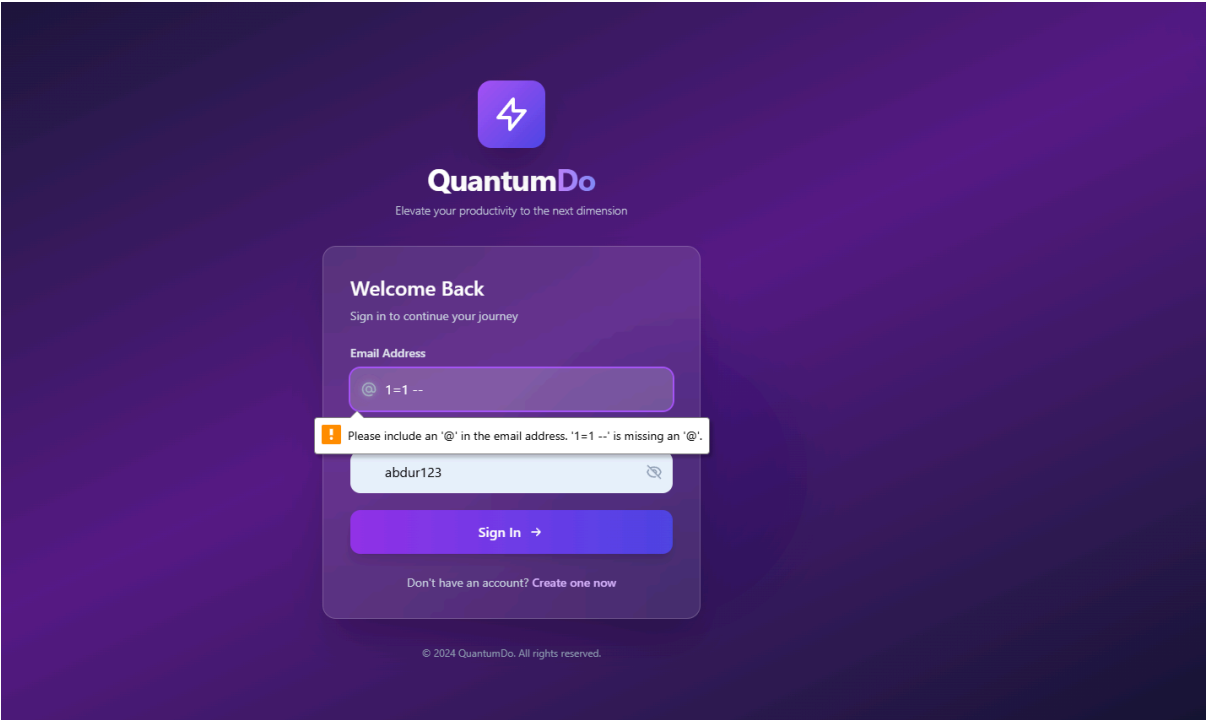 QuantumDo
Elevate your productivity to the next dimension
Welcome Back
Sign in to continue your journey
Email Address
@ 1=1 --
! Please include an '@' in the email address. '1=1 --' is missing an '@'.
abdur123
Sign In →
Don't have an account? Create one now
© 2024 QuantumDo. All rights reserved.